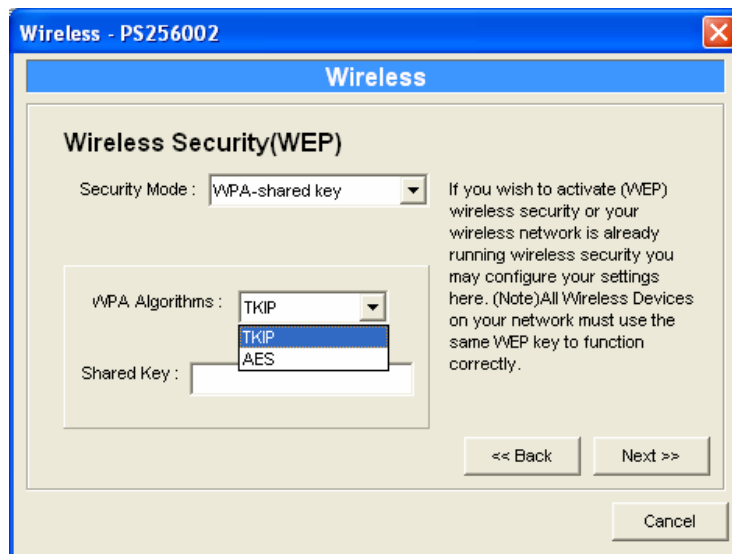 Wireless - PS256002
Wireless
Wireless Security(WEP)
Security Mode : WPA-shared key
If you wish to activate (WEP)
wireless security or your
wireless network is already
running wireless security you
may configure your settings
here. (Note)All Wireless Devices
on your network must use the
same WEP key to function
correctly.
WPA Algorithms : TKIP
TKIP
AES
Shared Key :
<< Back
Next >>
Cancel